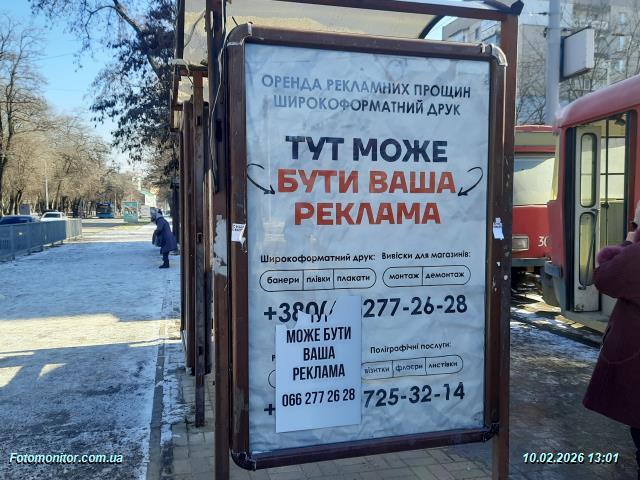 ОРЕНДА РЕКЛАМНИХ ПРОЩИН
ШИРОКОФОРМАТНИЙ ДРУК
ТУТ МОЖЕ
БУТИ ВАША
РЕКЛАМА
Широкоформатний друк: Вивіски для магазинів:
банери плівки плакати монтаж демонтаж
277-26-28
ТУТ
МОЖЕ БУТИ
ВАША
РЕКЛАМА
066 277 26 28
Поліграфічні послуги:
візитки флаєри листівки
725-32-14
Fotomonitor.com.ua
10.02.2026 13:01